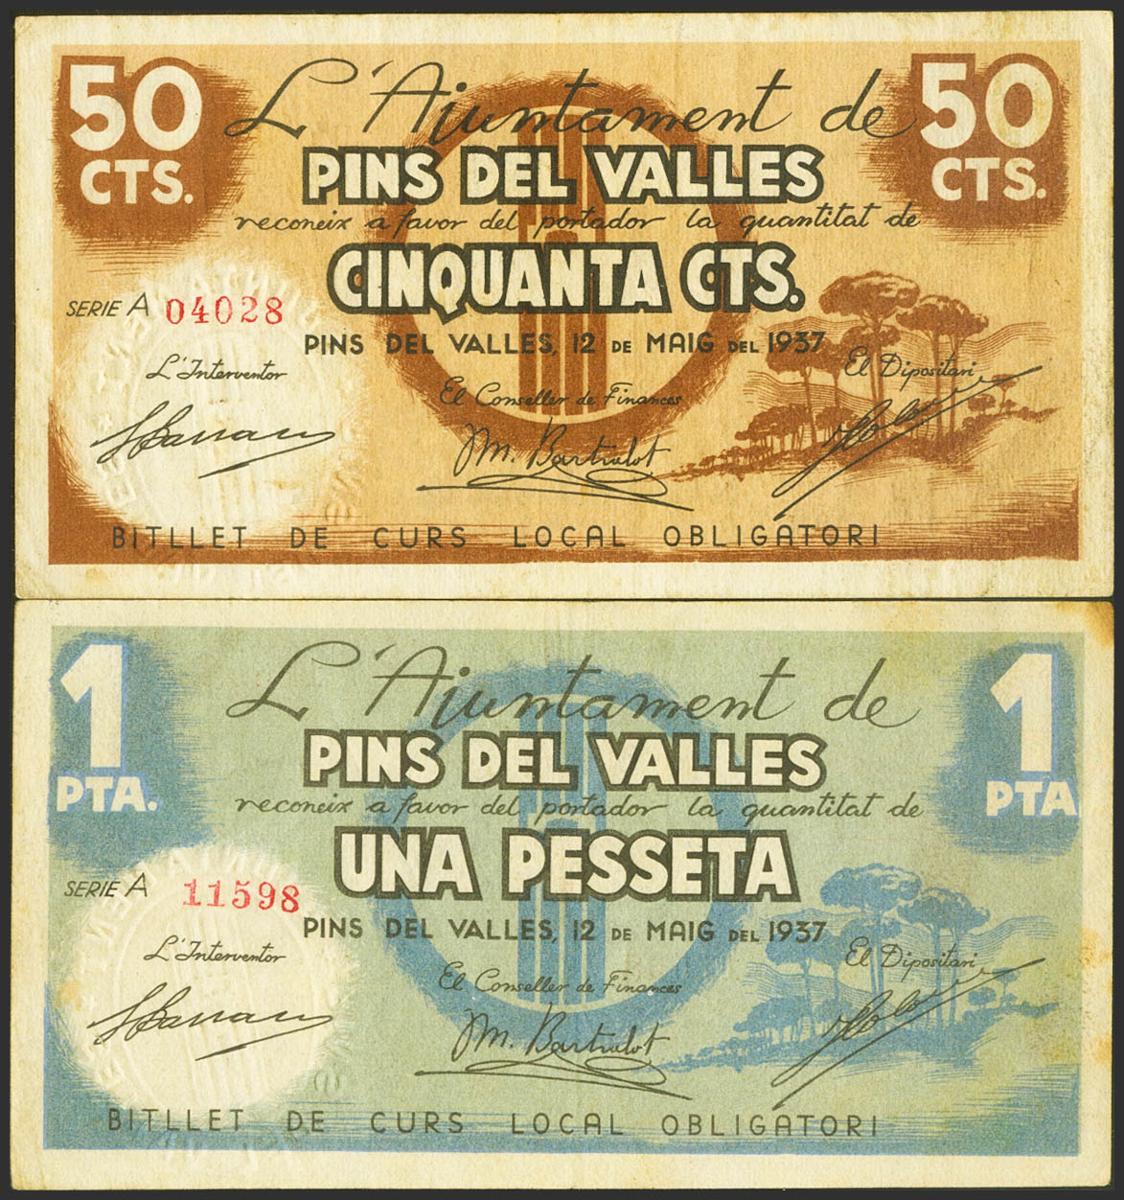 50 CTS.
L'Ajuntament de
50 CTS.
PINS DEL VALLES
reconeix a favor del portador la quantitat de
CINQUANTA CTS.
SERIE A 04028
PINS DEL VALLES, 12 DE MAIG DEL 1937
L'Interventor
El Conseller de Finances
El Dipositari
M. Bartralot
BITLLET DE CURS LOCAL OBLIGATORI
1 PTA.
L'Ajuntament de
1 PTA
PINS DEL VALLES
reconeix a favor del portador la quantitat de
UNA PESSETA
SERIE A 11598
PINS DEL VALLES, 12 DE MAIG DEL 1937
L'Interventor
El Conseller de Finances
El Dipositari
M. Bartralot
BITLLET DE CURS LOCAL OBLIGATORI